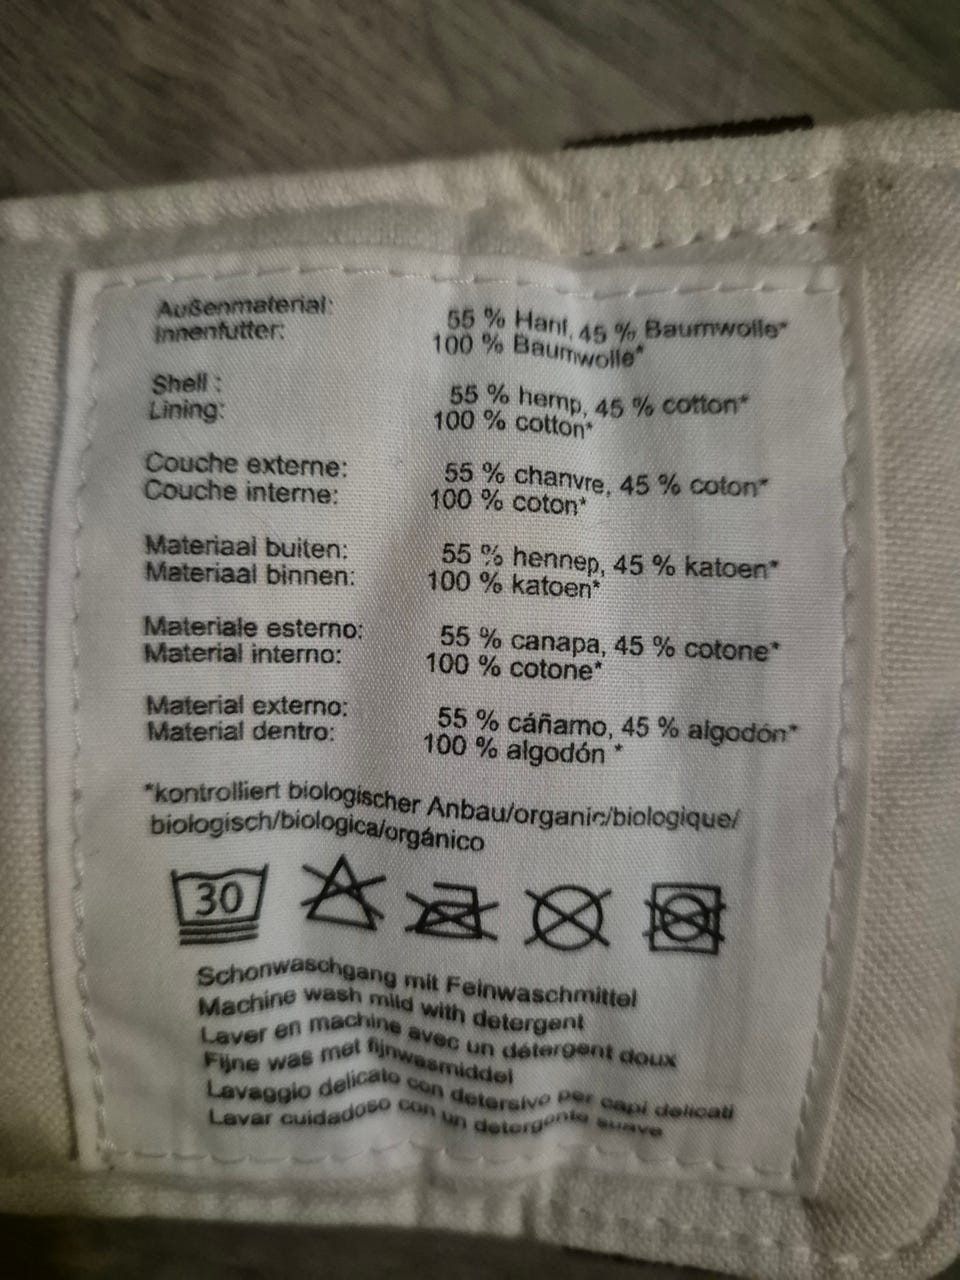 Außenmaterial: 55 % Hanf, 45 % Baumwolle*
Innenfutter: 100 % Baumwolle*
Shell : 55 % hemp, 45 % cotton*
Lining: 100 % cotton*
Couche externe: 55 % chanvre, 45 % coton*
Couche interne: 100 % coton*
Materiaal buiten: 55 % hennep, 45 % katoen*
Materiaal binnen: 100 % katoen*
Materiale esterno: 55 % canapa, 45 % cotone*
Material interno: 100 % cotone*
Material externo: 55 % cáñamo, 45 % algodón*
Material dentro: 100 % algodón *
*kontrolliert biologischer Anbau/organic/biologique/
biologisch/biologica/orgánico
30
Schonwaschgang mit Feinwaschmittel
Machine wash mild with detergent
Laver en machine avec un détergent doux
Fijne was met fijnwasmiddel
Lavaggio delicato con detersivo per capi delicati
Lavar cuidadoso con un detergente suave